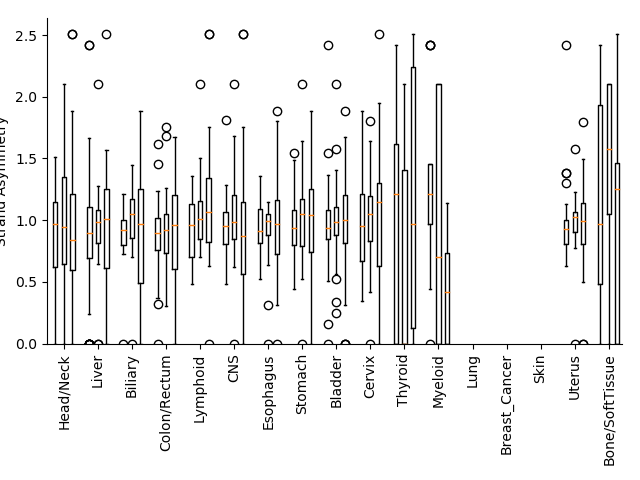 Strand Asymmetry
2.5
2.0
1.5
1.0
0.5
0.0
Head/Neck
Liver
Biliary
Colon/Rectum
Lymphoid
CNS
Esophagus
Stomach
Bladder
Cervix
Thyroid
Myeloid
Lung
Breast_Cancer
Skin
Uterus
Bone/SoftTissue